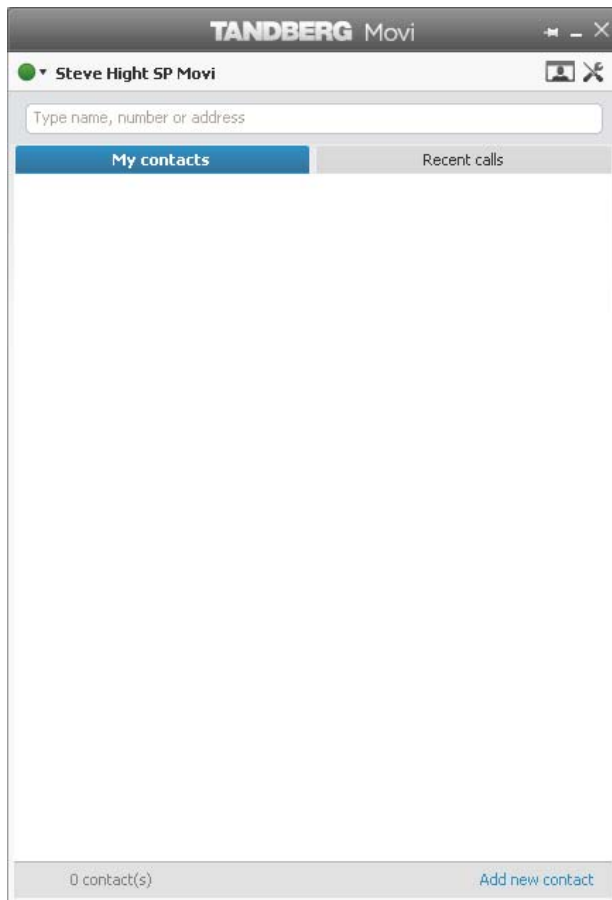 TANDBERG Movi
Steve Hight SP Movi
Type name, number or address
My contacts Recent calls
0 contact(s) Add new contact